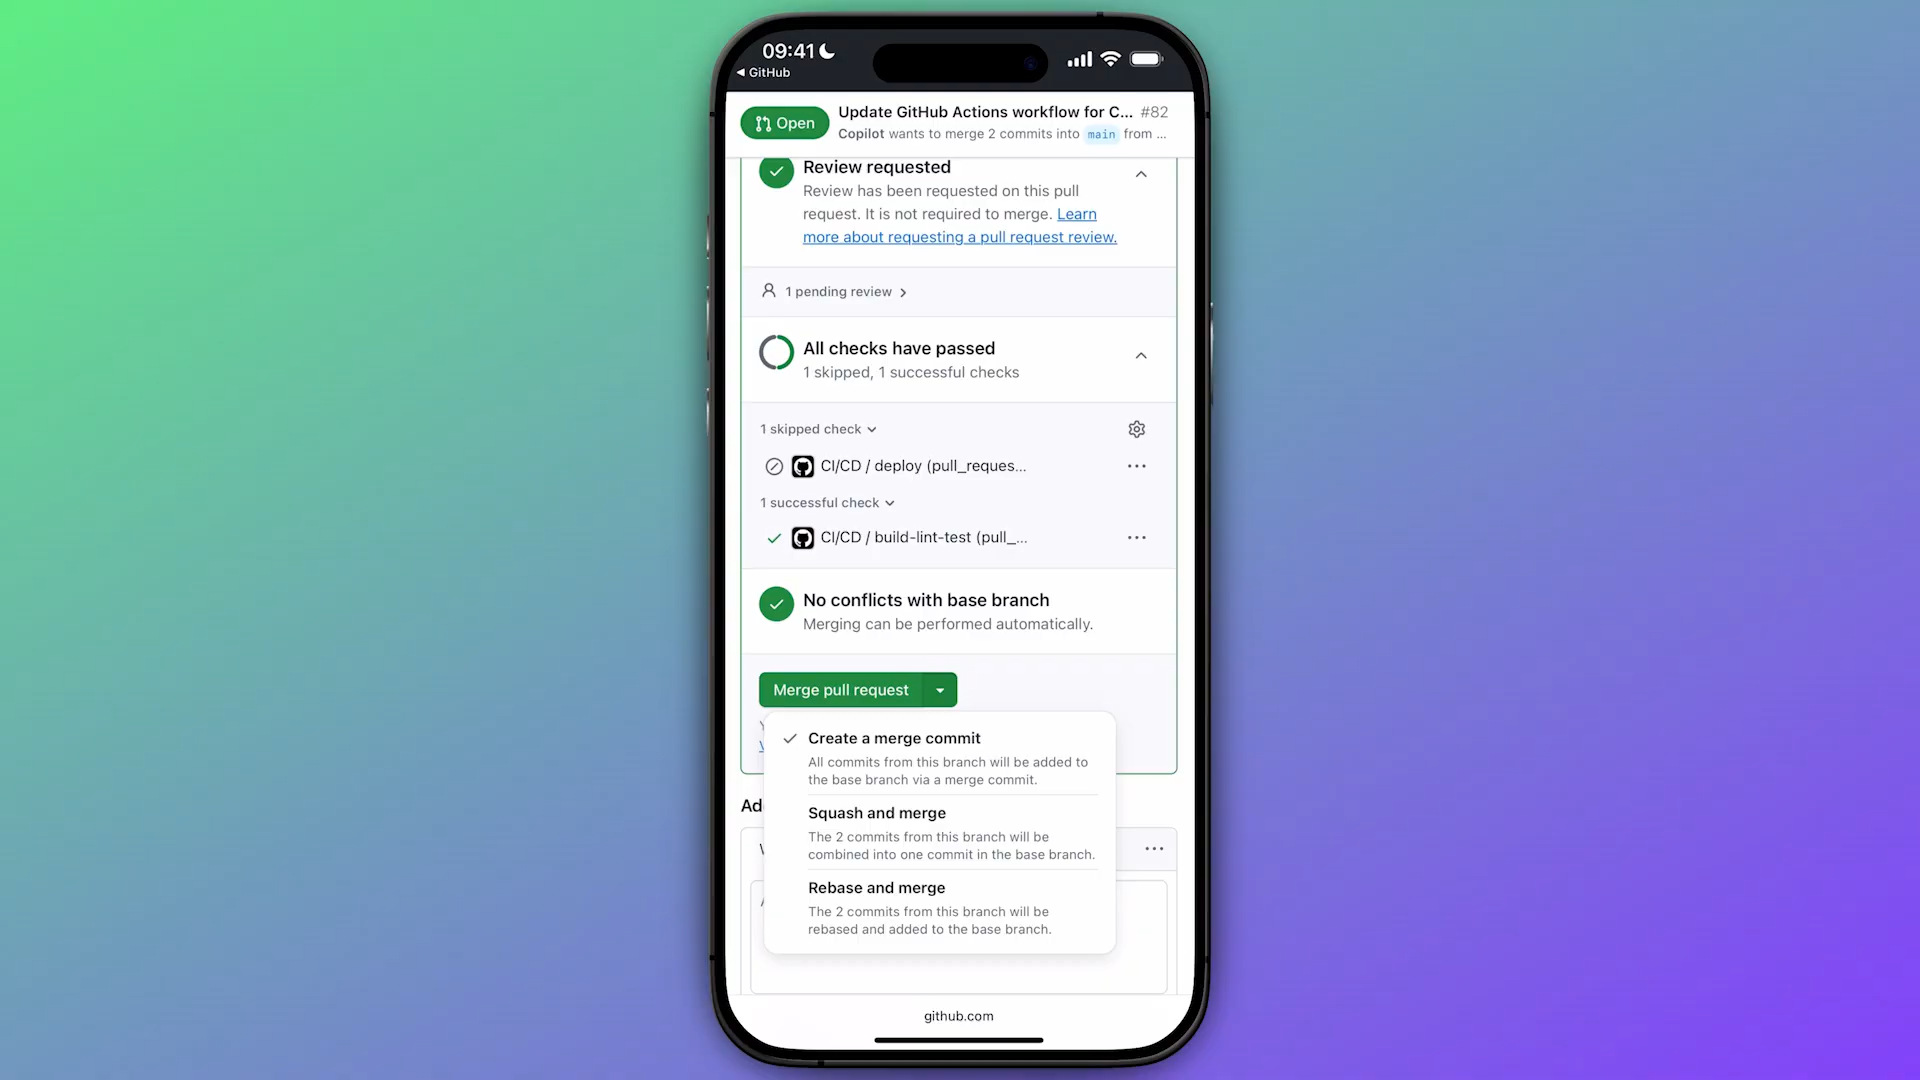 09:41
GitHub
Open
Update GitHub Actions workflow for C... #82
Copilot wants to merge 2 commits into main from ...
Review requested
Review has been requested on this pull
request. It is not required to merge. Learn
more about requesting a pull request review.
1 pending review
All checks have passed
1 skipped, 1 successful checks
1 skipped check
CI/CD / deploy (pull_reques...
1 successful check
CI/CD / build-lint-test (pull_...
No conflicts with base branch
Merging can be performed automatically.
Merge pull request
Create a merge commit
All commits from this branch will be added to
the base branch via a merge commit.
Squash and merge
The 2 commits from this branch will be
combined into one commit in the base branch.
Rebase and merge
The 2 commits from this branch will be
rebased and added to the base branch.
github.com